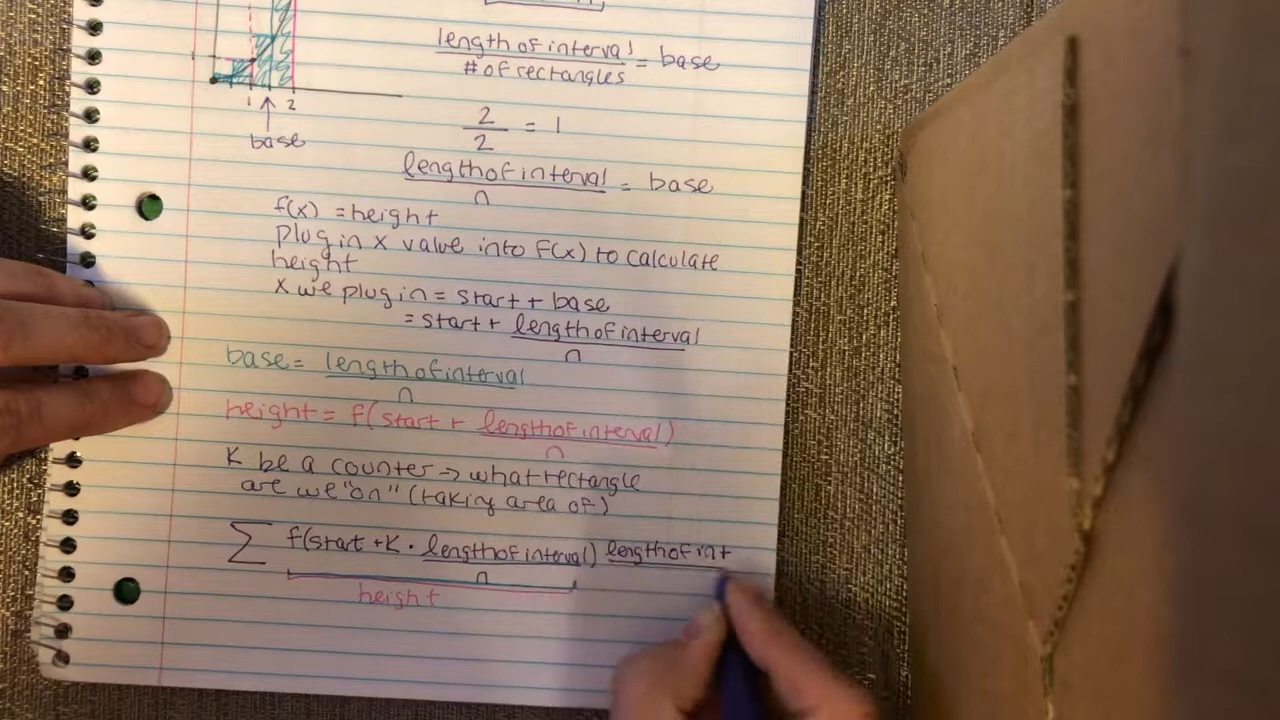 length of interval = base
# of rectangles
1 2
2 = 1
2
base
length of interval = base
n
f(x) = height
plug in x value into f(x) to calculate
height
x we plug in = start + base
= start + length of interval
n
base = length of interval
n
height = f(start + length of interval)
n
K be a counter → what rectangle
are we "on" (taking area of)
∑ f(start + K · length of interval) length of int
n
height